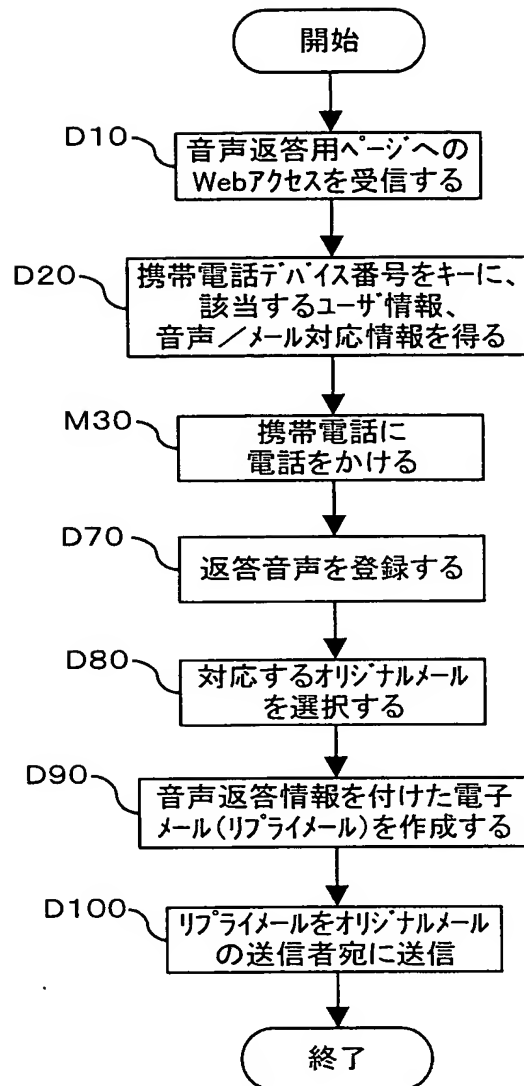 開始
D10
音声返答用ページへの
Webアクセスを受信する
D20
携帯電話デバイス番号をキーに、
該当するユーザ情報、
音声／メール対応情報を得る
M30
携帯電話に
電話をかける
D70
返答音声を登録する
D80
対応するオリジナルメール
を選択する
D90
音声返答情報を付けた電子
メール(リプライメール)を作成する
D100
リプライメールをオリジナルメール
の送信者宛に送信
終了